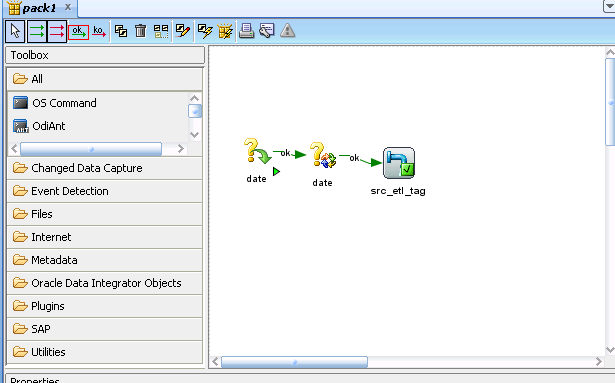 pack1
ok
ko
Toolbox
All
OS Command
ANT
OdiAnt
Changed Data Capture
Event Detection
Files
Internet
Metadata
Oracle Data Integrator Objects
Plugins
SAP
Utilities
ok
ok
date
date
src_etl_tag
Properties